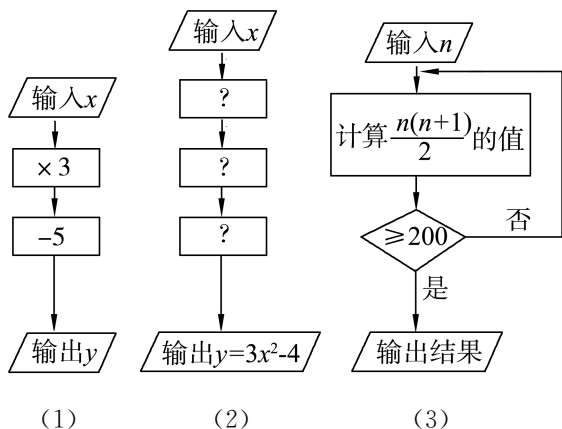 输入x
×3
-5
输出y
(1)
输入x
?
?
?
输出y=3x²-4
(2)
输入n
计算n(n+1)/2的值
≥200
否
是
输出结果
(3)